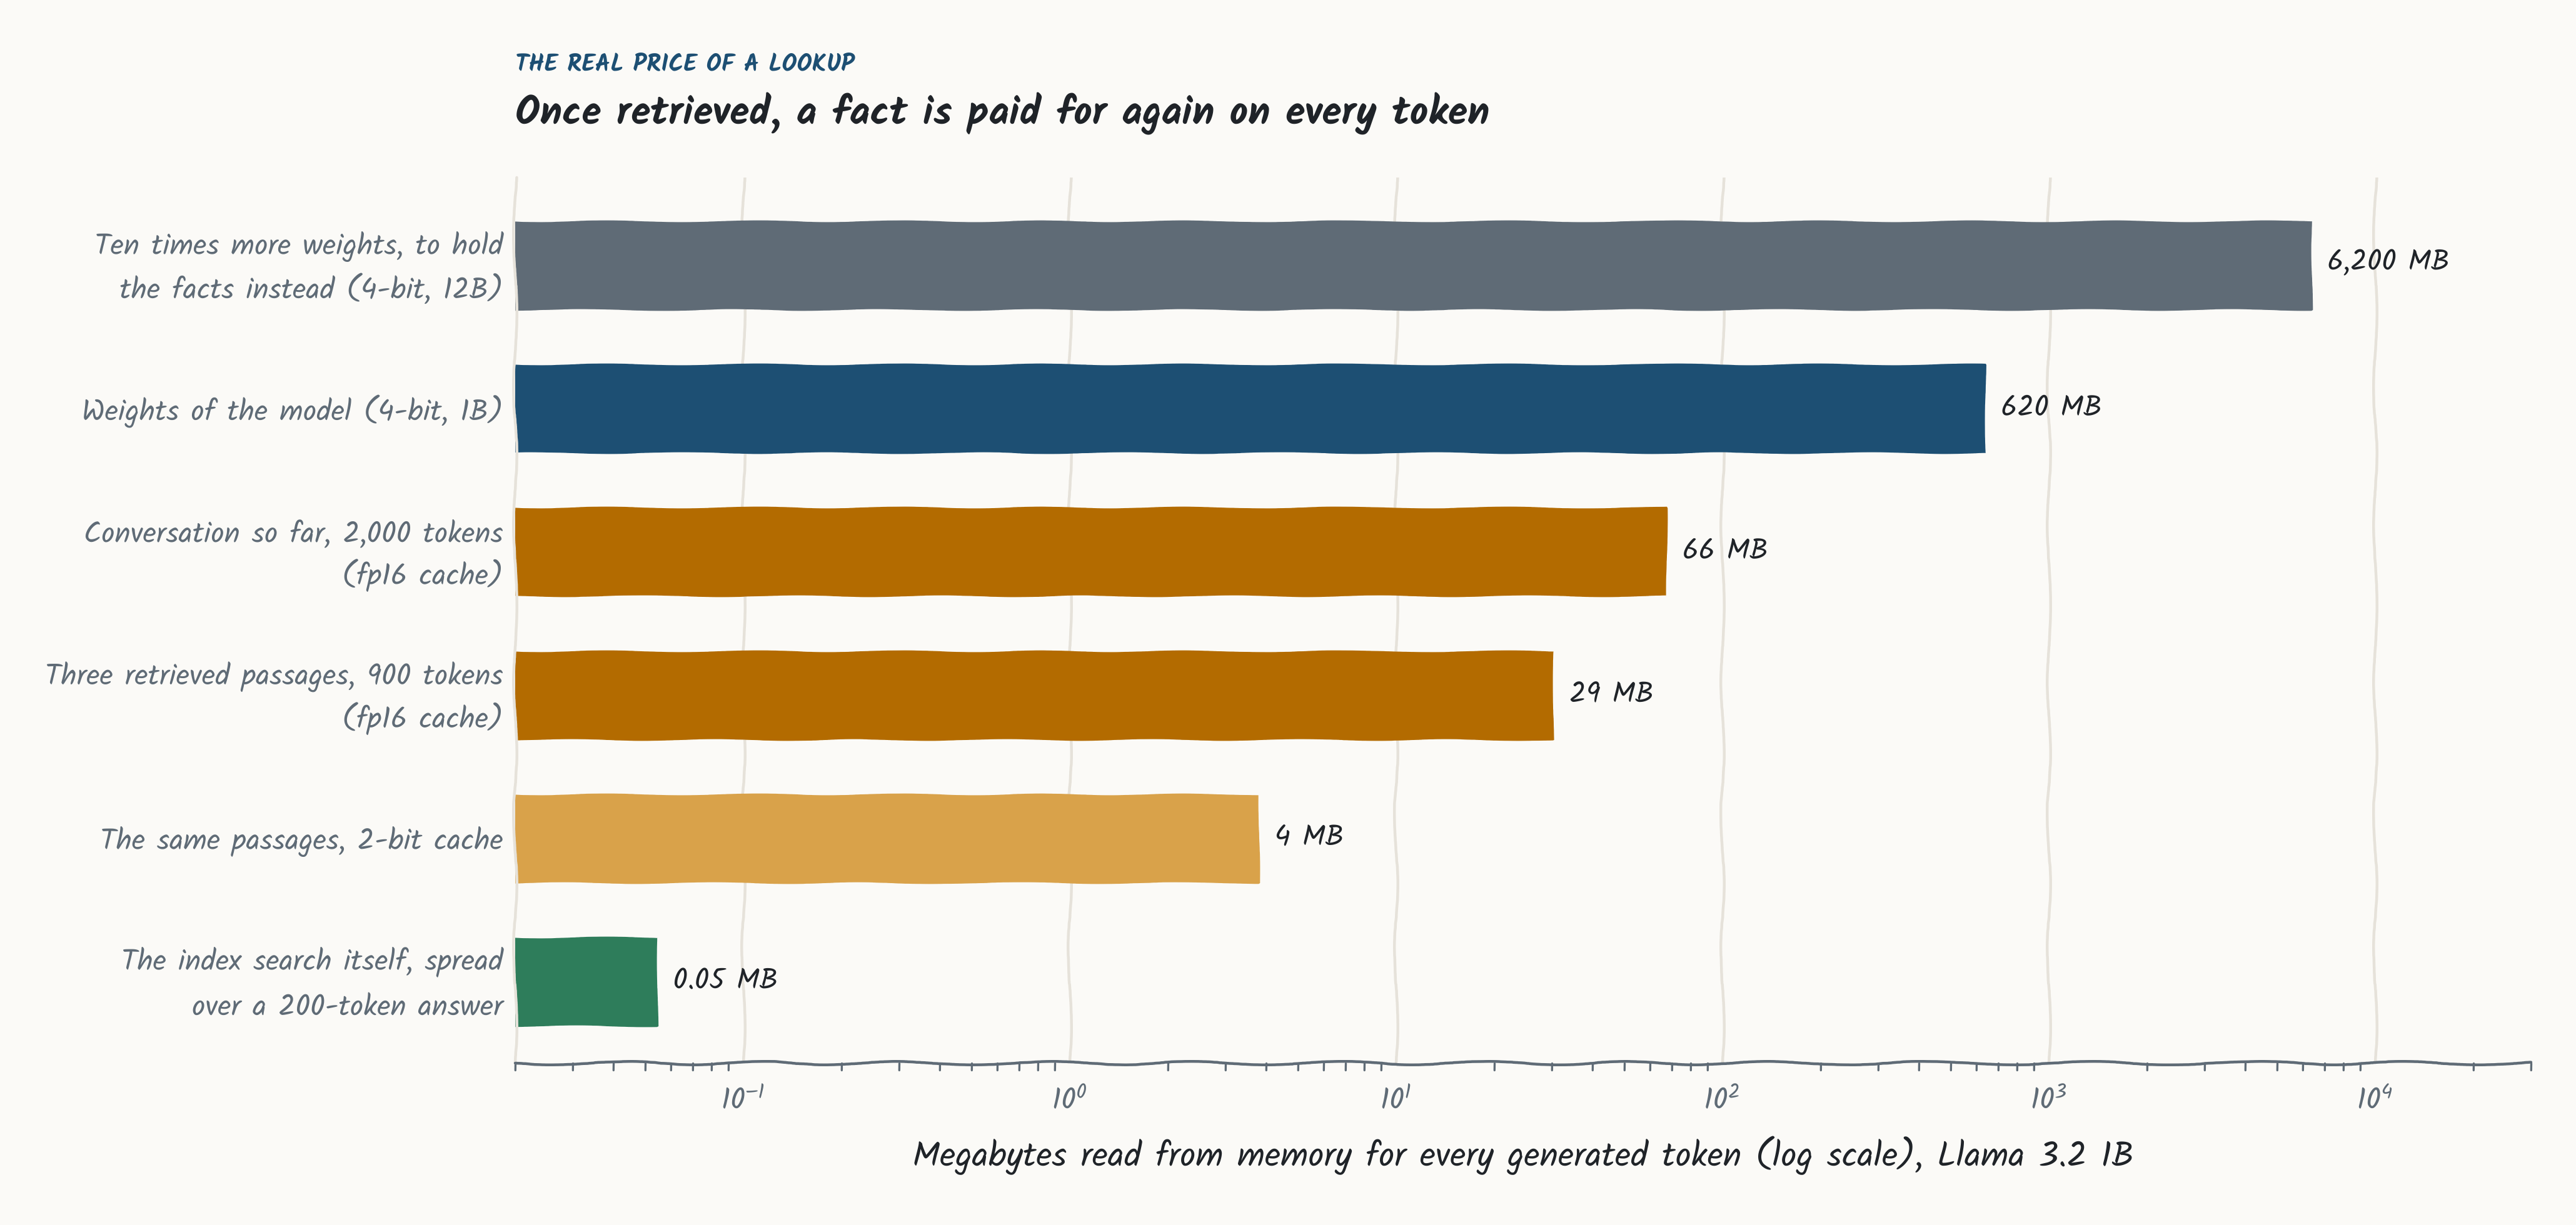 THE REAL PRICE OF A LOOKUP
Once retrieved, a fact is paid for again on every token
Ten times more weights, to hold
the facts instead (4-bit, 12B)
6,200 MB
Weights of the model (4-bit, 1B)
620 MB
Conversation so far, 2,000 tokens
(fp16 cache)
66 MB
Three retrieved passages, 900 tokens
(fp16 cache)
29 MB
The same passages, 2-bit cache
4 MB
The index search itself, spread
over a 200-token answer
0.05 MB
10⁻¹ 10⁰ 10¹ 10² 10³ 10⁴
Megabytes read from memory for every generated token (log scale), Llama 3.2 1B